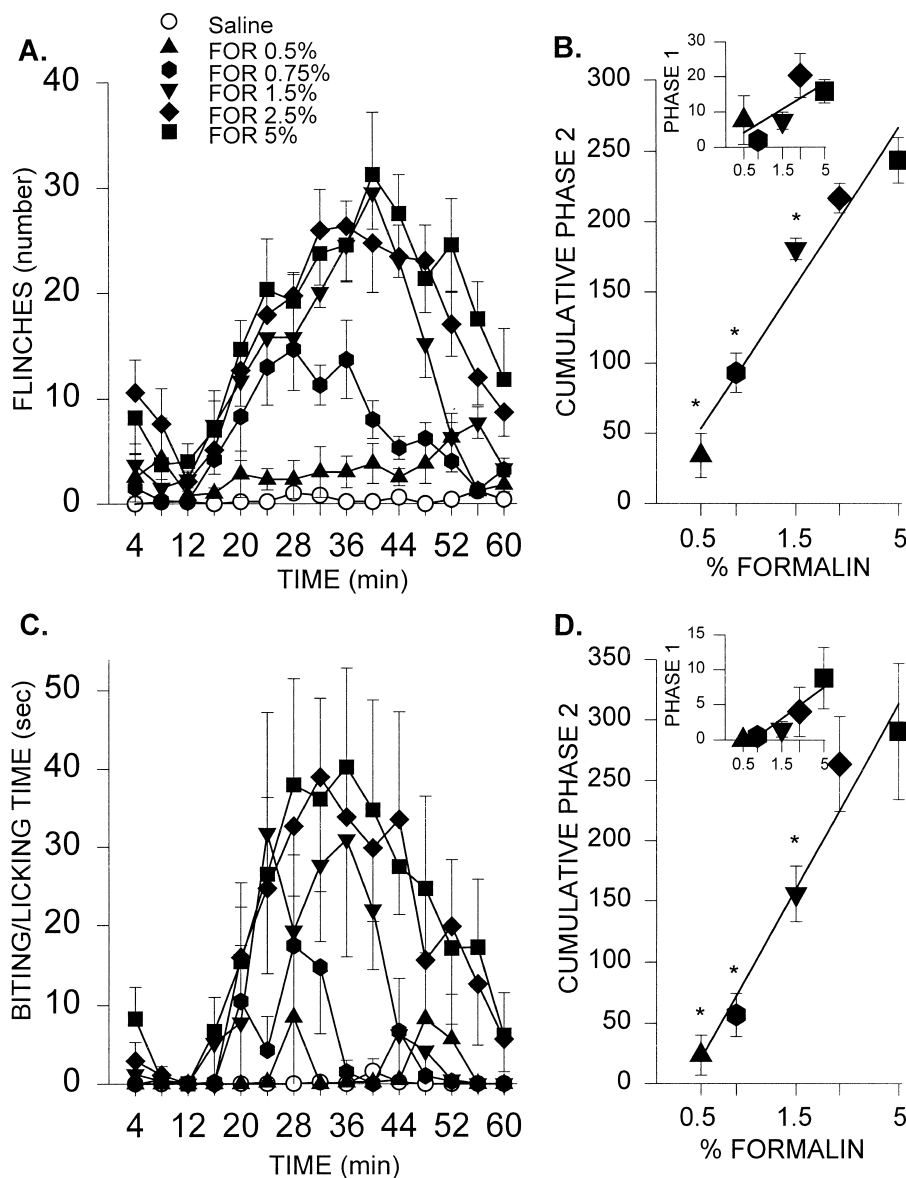 A.
Saline
FOR 0.5%
FOR 0.75%
FOR 1.5%
FOR 2.5%
FOR 5%
40
30
20
10
0
FLINCHES (number)
4 12 20 28 36 44 52 60
TIME (min)
B.
30
20
10
0
PHASE 1
0.5 1.5 5
300
250
200
150
100
50
0
CUMULATIVE PHASE 2
*
*
*
0.5 1.5 5
% FORMALIN
C.
50
40
30
20
10
0
BITING/LICKING TIME (sec)
4 12 20 28 36 44 52 60
TIME (min)
D.
15
10
5
0
PHASE 1
0.5 1.5 5
350
300
250
200
150
100
50
0
CUMULATIVE PHASE 2
*
*
*
0.5 1.5 5
% FORMALIN